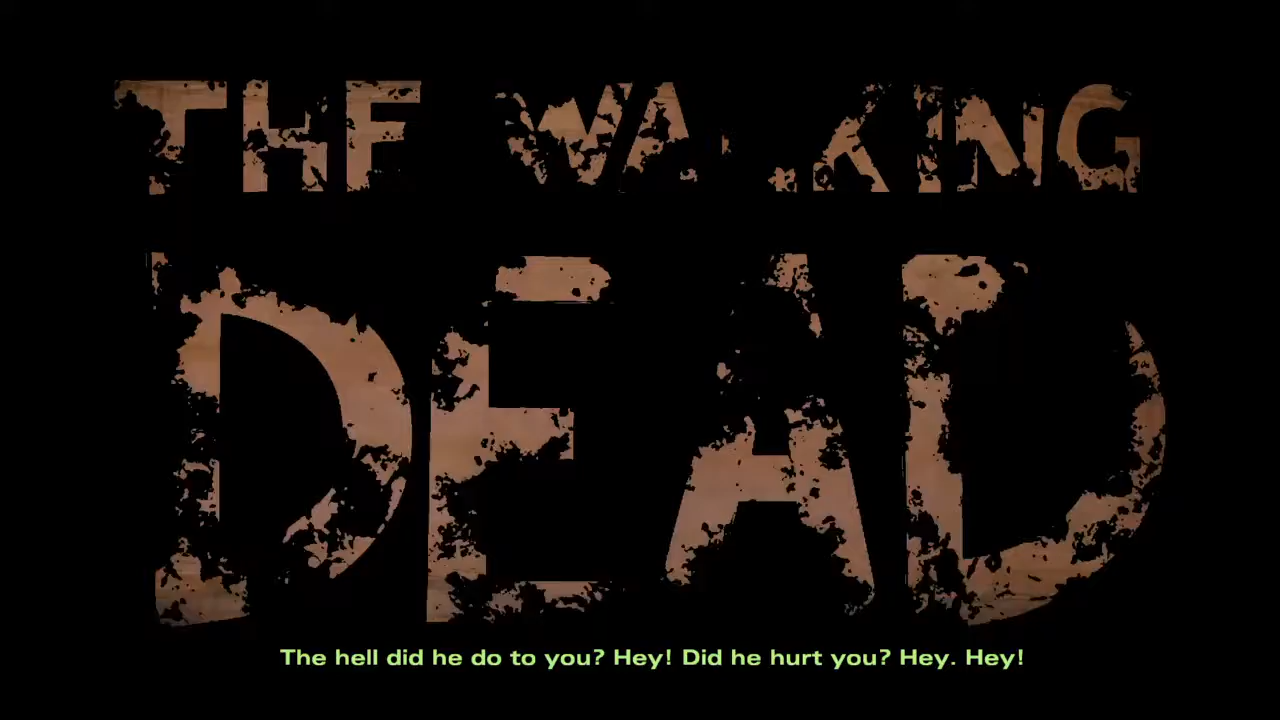 THE WALKING
DEAD
The hell did he do to you? Hey! Did he hurt you? Hey. Hey!